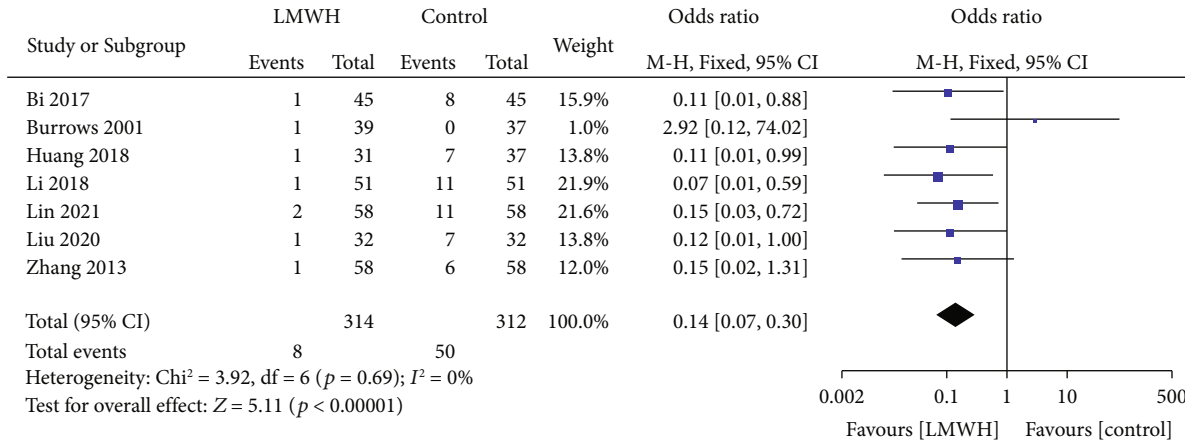 LMWH Control Odds ratio Odds ratio
Study or Subgroup Events Total Events Total Weight M-H, Fixed, 95% CI M-H, Fixed, 95% CI
Bi 2017 1 45 8 45 15.9% 0.11 [0.01, 0.88]
Burrows 2001 1 39 0 37 1.0% 2.92 [0.12, 74.02]
Huang 2018 1 31 7 37 13.8% 0.11 [0.01, 0.99]
Li 2018 1 51 11 51 21.9% 0.07 [0.01, 0.59]
Lin 2021 2 58 11 58 21.6% 0.15 [0.03, 0.72]
Liu 2020 1 32 7 32 13.8% 0.12 [0.01, 1.00]
Zhang 2013 1 58 6 58 12.0% 0.15 [0.02, 1.31]
Total (95% CI) 314 312 100.0% 0.14 [0.07, 0.30]
Total events 8 50
Heterogeneity: Chi² = 3.92, df = 6 (p = 0.69); I² = 0%
Test for overall effect: Z = 5.11 (p < 0.00001)
0.002 0.1 1 10 500
Favours [LMWH] Favours [control]